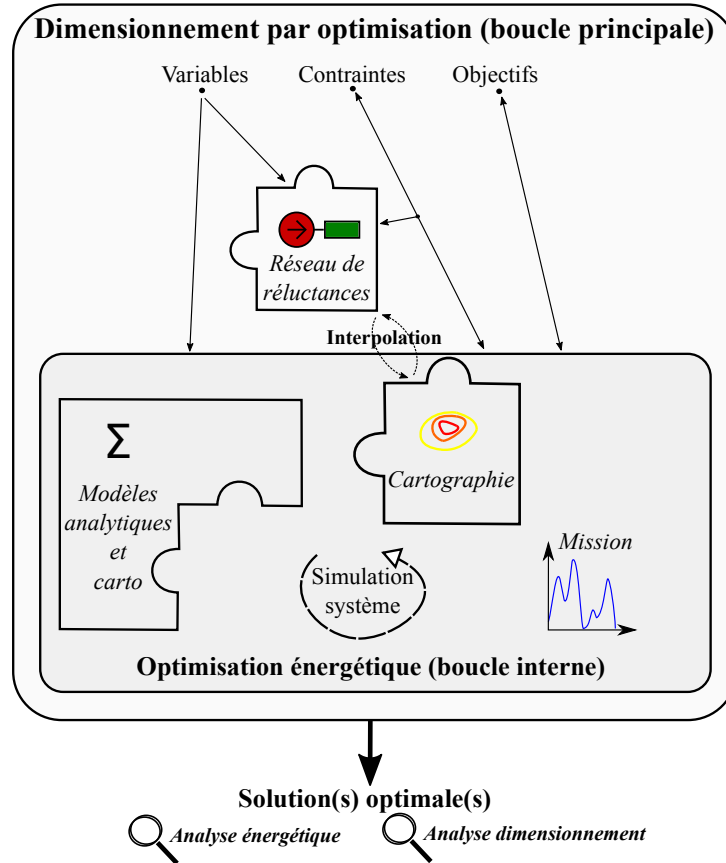 Dimensionnement par optimisation (boucle principale)
Variables
Contraintes
Objectifs
Réseau de
réluctances
Interpolation
Σ
Modèles
analytiques
et
carto
Cartographie
Simulation
système
Mission
Optimisation énergétique (boucle interne)
Solution(s) optimale(s)
Analyse énergétique
Analyse dimensionnement